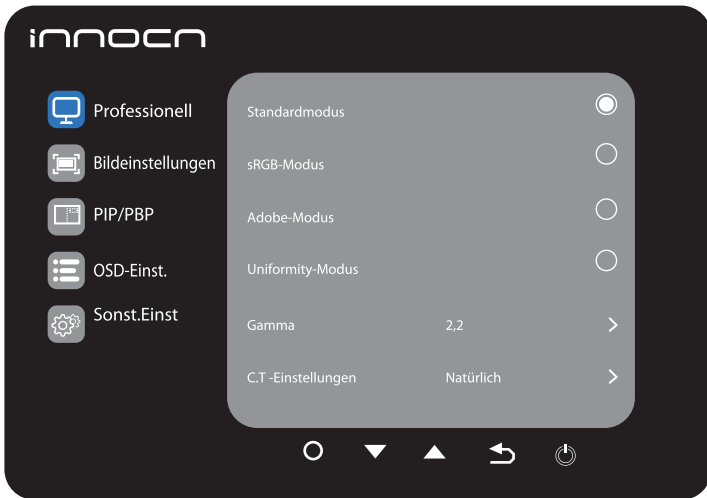 innocn
Professionell
Bildeinstellungen
PIP/PBP
OSD-Einst.
Sonst.Einst
Standardmodus
sRGB-Modus
Adobe-Modus
Uniformity-Modus
Gamma 2,2
C.T -Einstellungen Natürlich